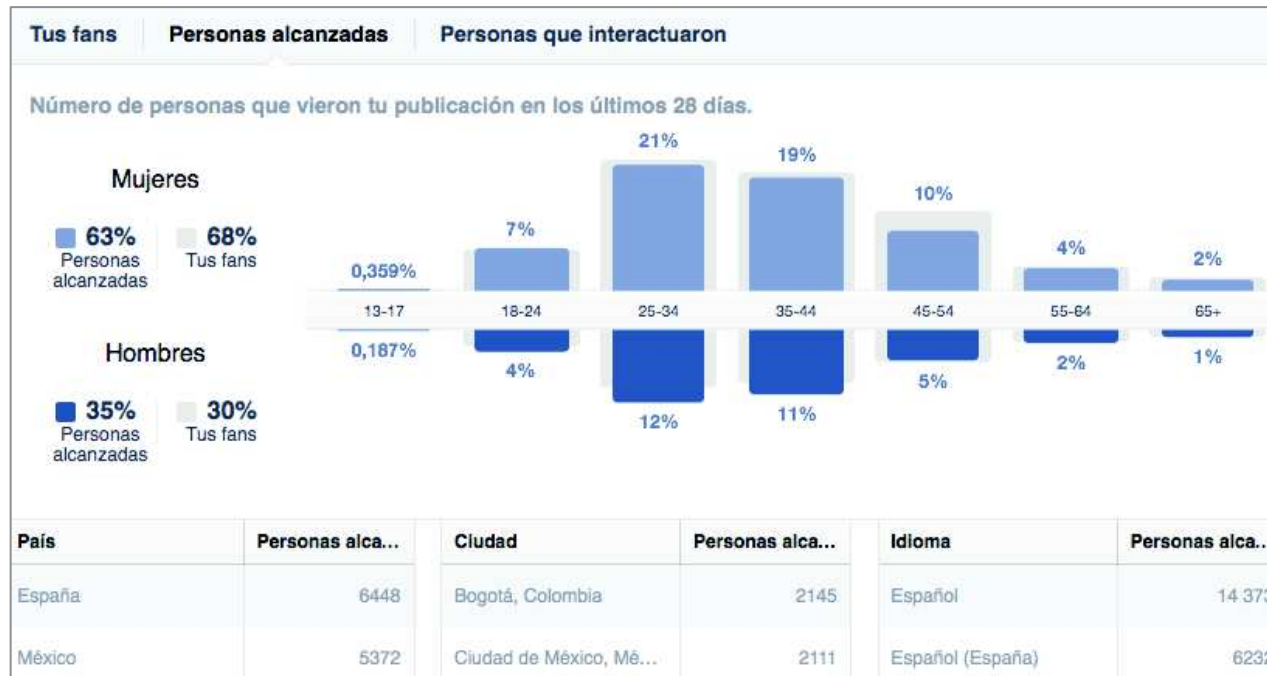 Tus fans Personas alcanzadas Personas que interactuaron
Número de personas que vieron tu publicación en los últimos 28 días.
Mujeres
63% 68%
Personas alcanzadas Tus fans
0,359% 7% 21% 19% 10% 4% 2%
13-17 18-24 25-34 35-44 45-54 55-64 65+
0,187% 4% 12% 11% 5% 2% 1%
Hombres
35% 30%
Personas alcanzadas Tus fans
País Personas alca... Ciudad Personas alca... Idioma Personas alca...
España 6448 Bogotá, Colombia 2145 Español 14 373
México 5372 Ciudad de México, Mé... 2111 Español (España) 6232